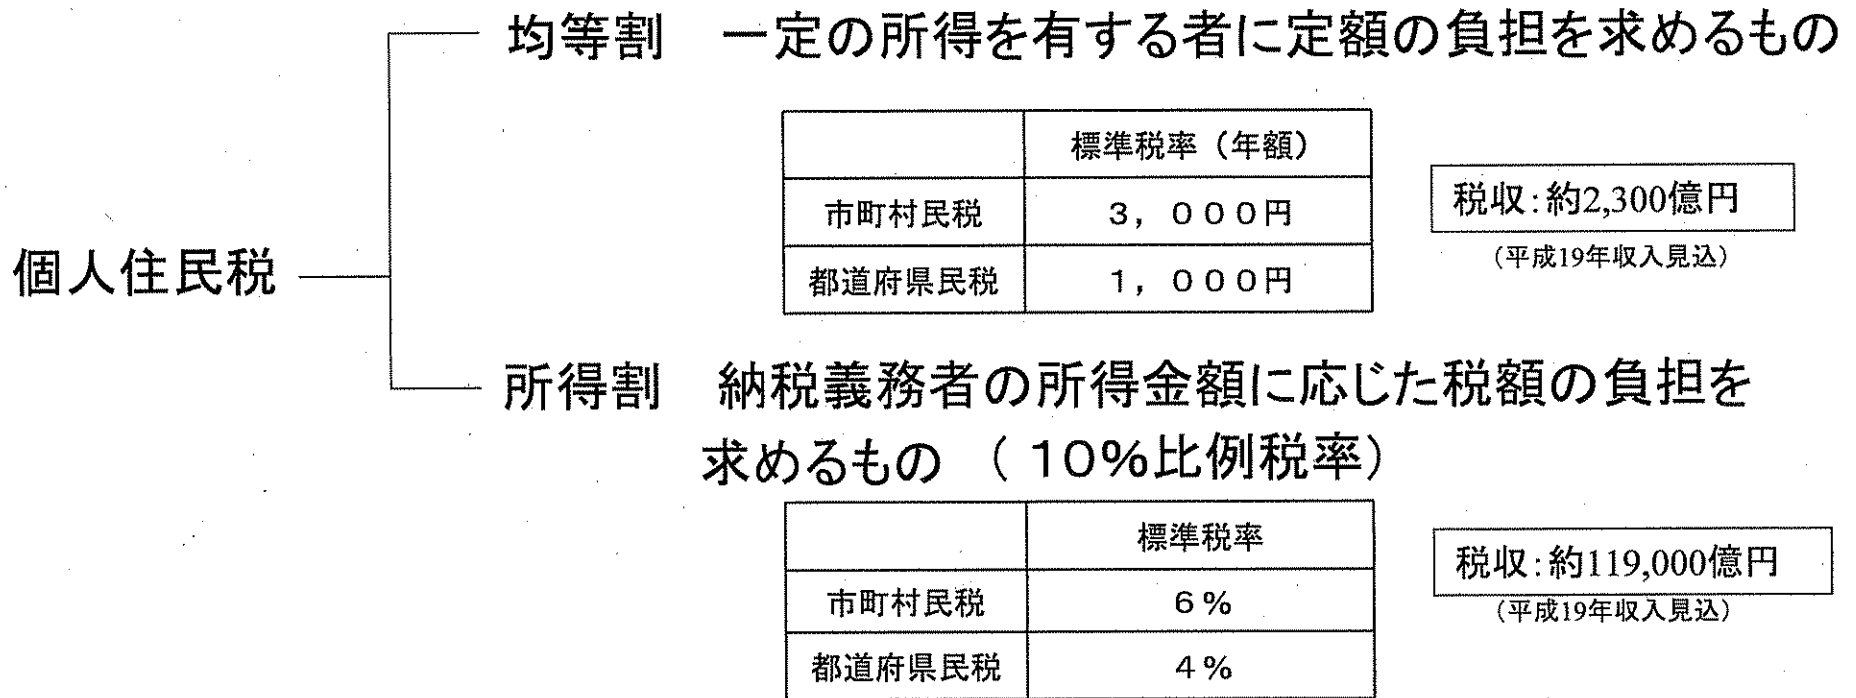 均等割 一定の所得を有する者に定額の負担を求めるもの
標準税率（年額）
市町村民税 3，000円
都道府県民税 1，000円
税収：約2,300億円
（平成19年収入見込）
個人住民税
所得割 納税義務者の所得金額に応じた税額の負担を
求めるもの （10%比例税率）
標準税率
市町村民税 6％
都道府県民税 4％
税収：約119,000億円
（平成19年収入見込）